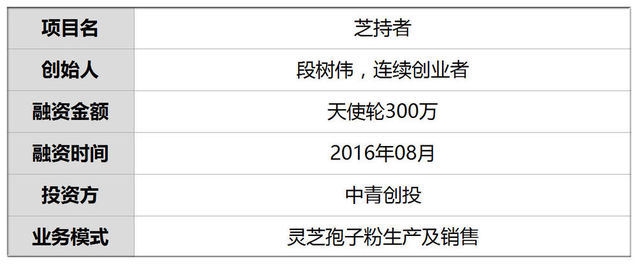 项目名 芝持者
创始人 段树伟，连续创业者
融资金额 天使轮300万
融资时间 2016年08月
投资方 中青创投
业务模式 灵芝孢子粉生产及销售